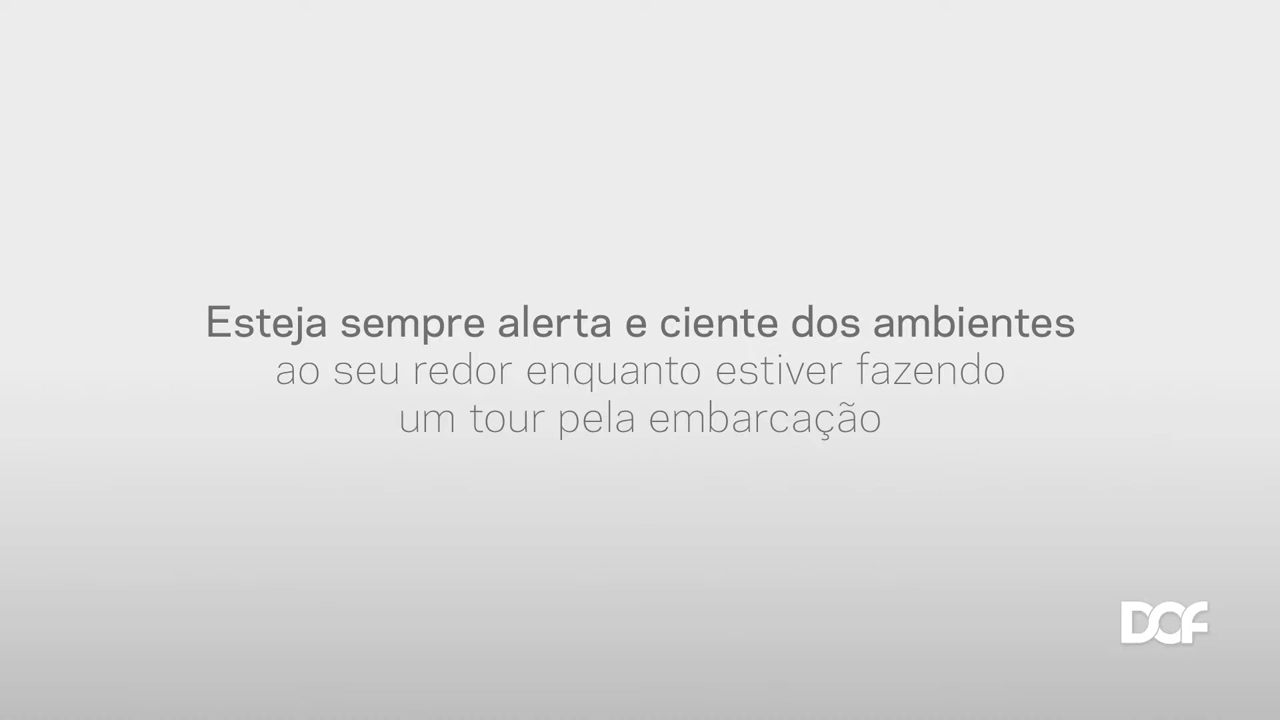 Esteja sempre alerta e ciente dos ambientes
ao seu redor enquanto estiver fazendo
um tour pela embarcação
DOF